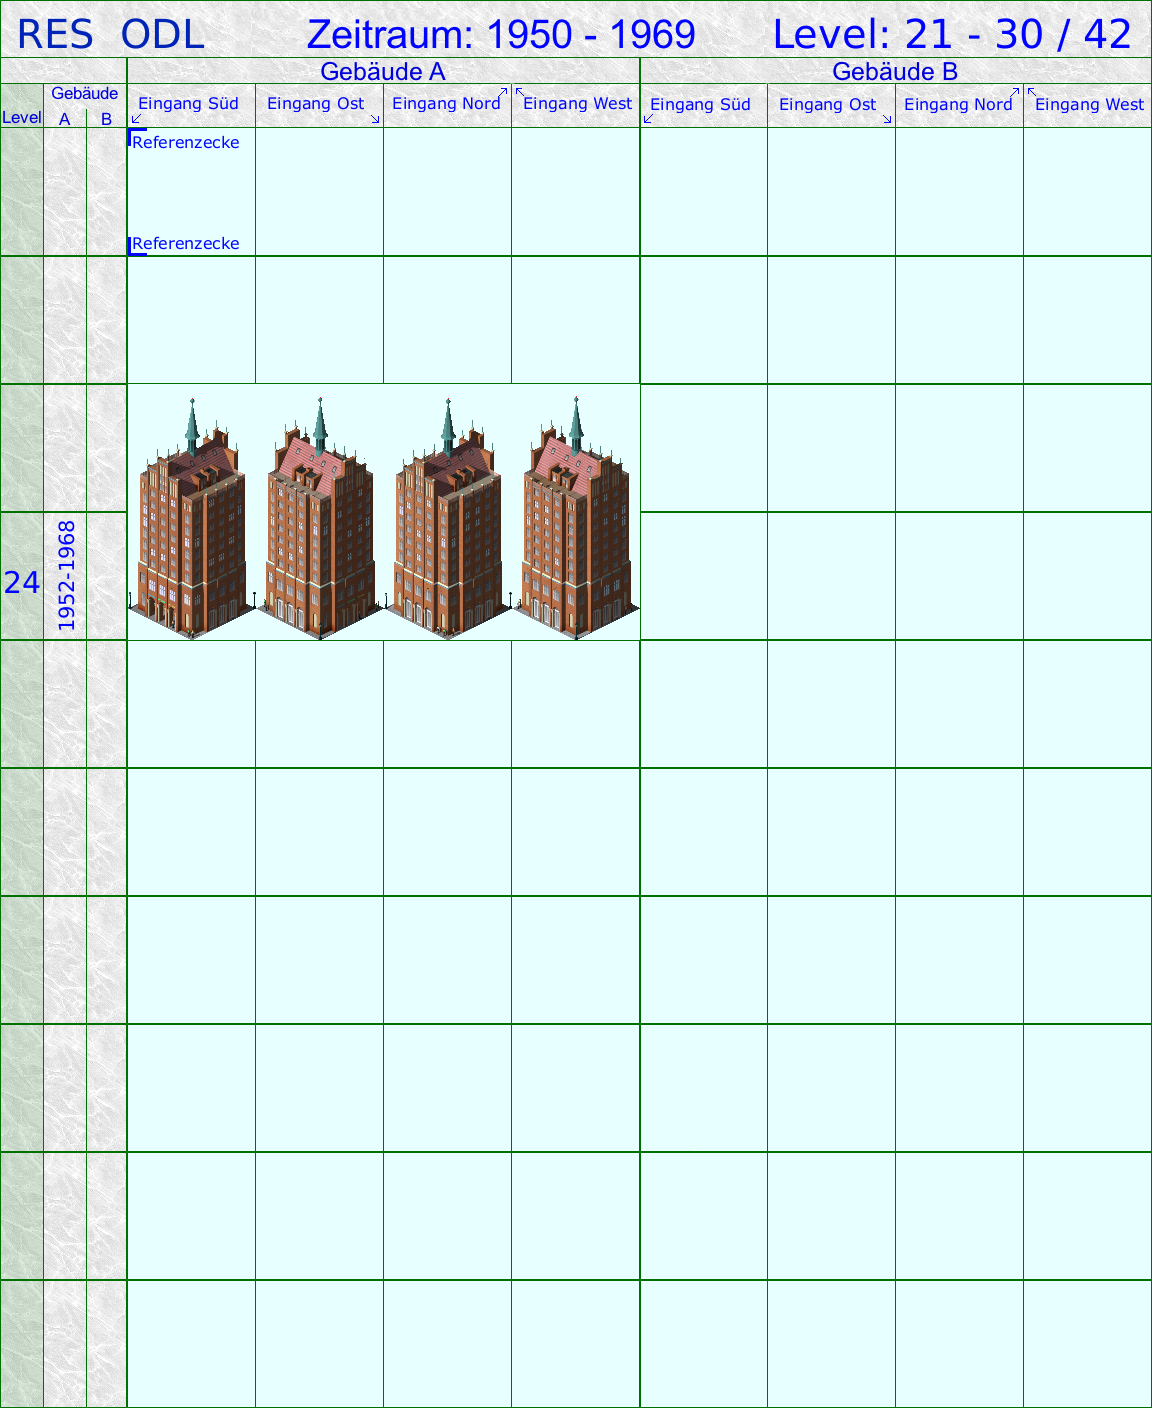 RES ODL Zeitraum: 1950 - 1969 Level: 21 - 30 / 42
Gebäude A Gebäude B
Level Gebäude A B Eingang Süd Eingang Ost Eingang Nord Eingang West Eingang Süd Eingang Ost Eingang Nord Eingang West
Referenzecke
Referenzecke
24 1952-1968